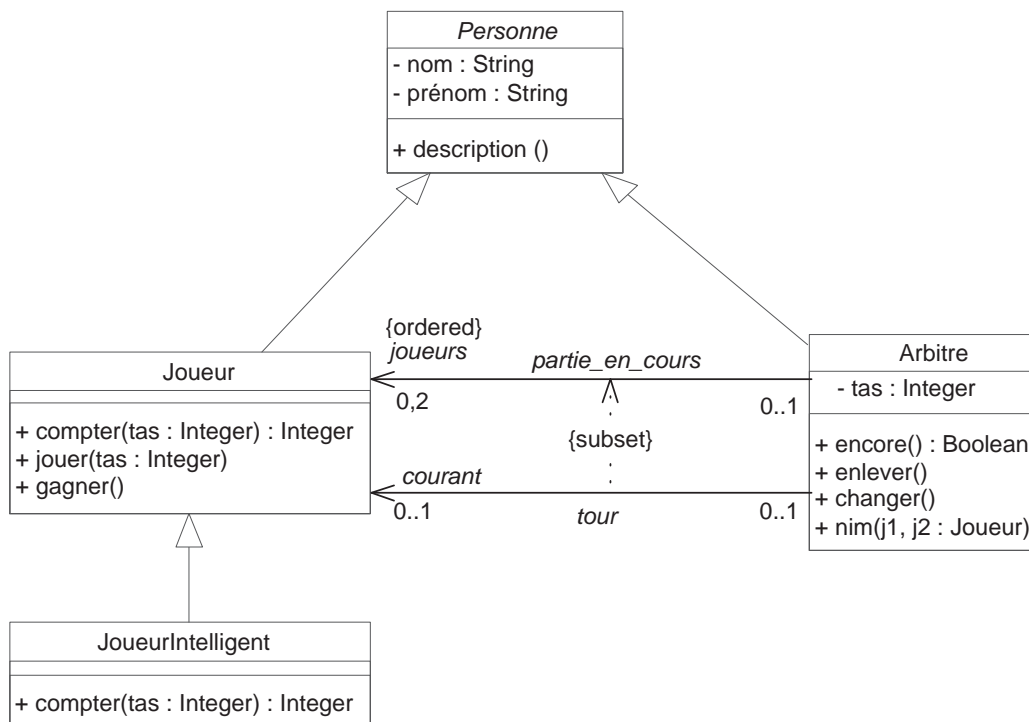 Personne
- nom : String
- prénom : String
+ description ()
{ordered}
joueurs
partie_en_cours
0,2
0..1
{subset}
courant
0..1
tour
0..1
Joueur
+ compter(tas : Integer) : Integer
+ jouer(tas : Integer)
+ gagner()
Arbitre
- tas : Integer
+ encore() : Boolean
+ enlever()
+ changer()
+ nim(j1, j2 : Joueur)
JoueurIntelligent
+ compter(tas : Integer) : Integer